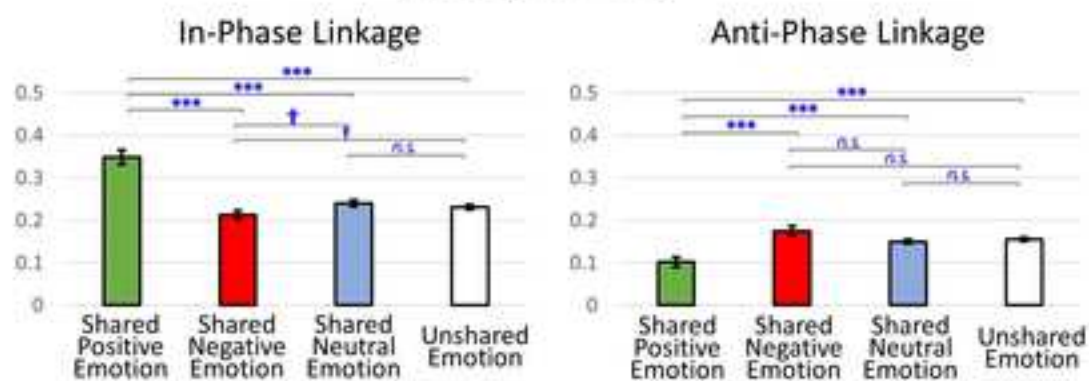 In-Phase Linkage
Anti-Phase Linkage
***
***
***
†
†
n.s
0.5
0.4
0.3
0.2
0.1
0
Shared Positive Emotion
Shared Negative Emotion
Shared Neutral Emotion
Unshared Emotion
***
***
***
n.s
n.s
n.s
0.5
0.4
0.3
0.2
0.1
0
Shared Positive Emotion
Shared Negative Emotion
Shared Neutral Emotion
Unshared Emotion